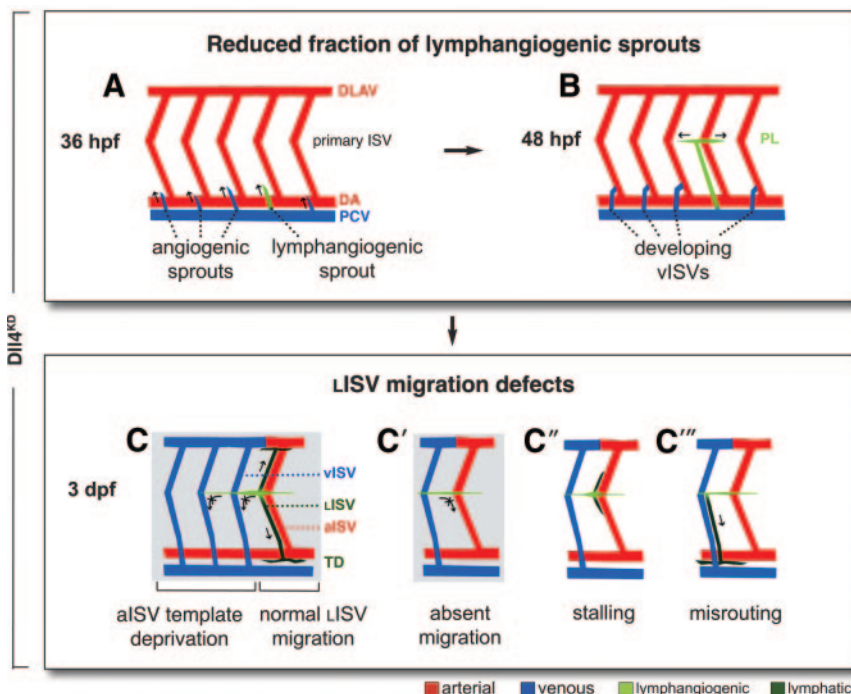 Reduced fraction of lymphangiogenic sprouts
A
B
DLAV
36 hpf
primary ISV
48 hpf
PL
DA
PCV
angiogenic
sprouts
lymphangiogenic
sprout
developing
vISVs
Dll4KD
LISV migration defects
C
C′
C″
C‴
3 dpf
vISV
LISV
aISV
TD
aISV template
deprivation
normal LISV
migration
absent
migration
stalling
misrouting
arterial
venous
lymphangiogenic
lymphatic